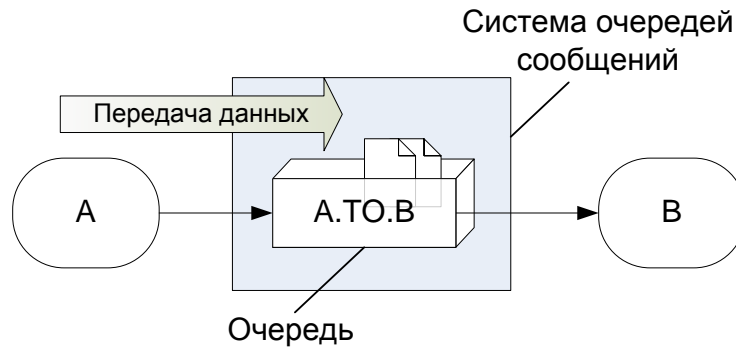 Система очередей
сообщений
Передача данных
A
A.TO.B
B
Очередь